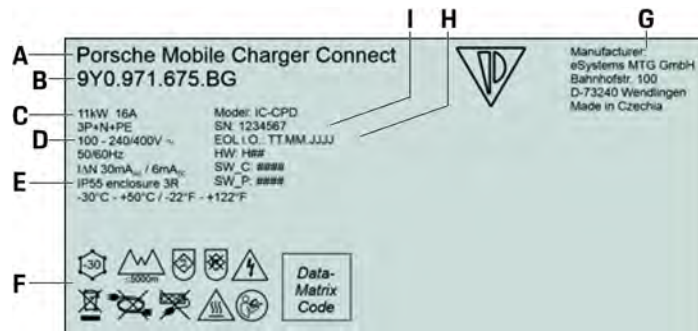 I H G
A Porsche Mobile Charger Connect
B 9Y0.971.675.BG
Manufacturer:
eSystems MTG GmbH
Bahnhofstr. 100
D-73240 Wendlingen
Made in Czechia
C 11kW 16A
3P+N+PE
D 100 - 240/400V ~
50/60Hz
I∆N 30mAAC / 6mADC
E IP55 enclosure 3R
-30°C - +50°C / -22°F - +122°F
Model: IC-CPD
SN: 1234567
EOL i.O.: TT.MM.JJJJ
HW: H##
SW_C: ####
SW_P: ####
F
-30
≤5000m
Data-
Matrix
Code